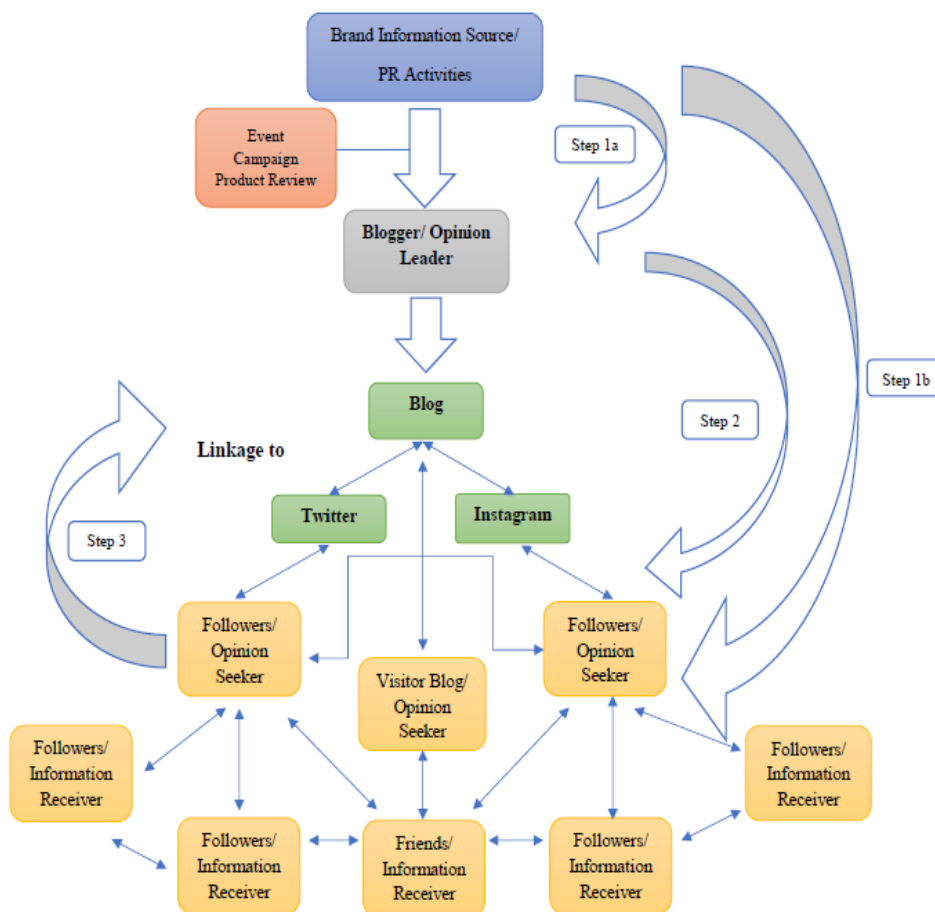 Brand Information Source/
PR Activities
Event
Campaign
Product Review
Step 1a
Blogger/ Opinion
Leader
Step 1b
Blog
Step 2
Linkage to
Twitter
Instagram
Step 3
Followers/
Opinion
Seeker
Followers/
Opinion
Seeker
Visitor Blog/
Opinion
Seeker
Followers/
Information
Receiver
Followers/
Information
Receiver
Followers/
Information
Receiver
Friends/
Information
Receiver
Followers/
Information
Receiver